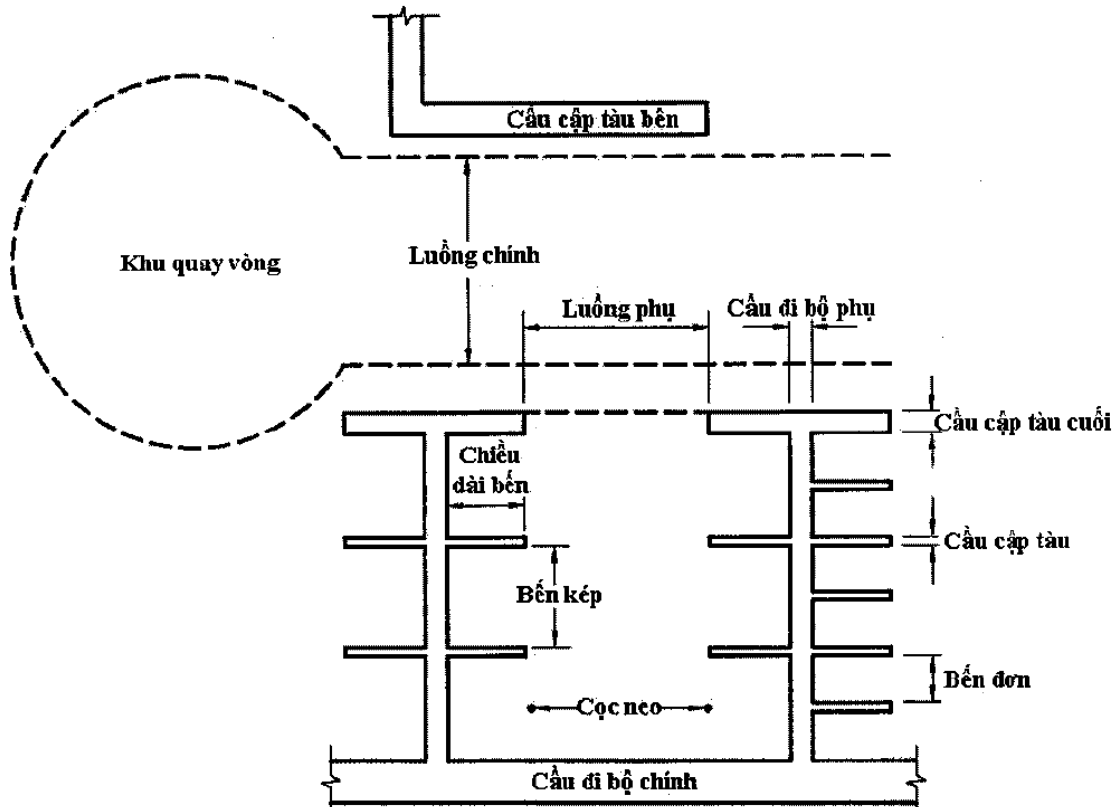 Cầu cập tàu bên
Khu quay vòng
Luồng chính
Luồng phụ
Cầu đi bộ phụ
Cầu cập tàu cuối
Chiều
dài bến
Cầu cập tàu
Bến kép
Bến đơn
Cọc neo
Cầu đi bộ chính